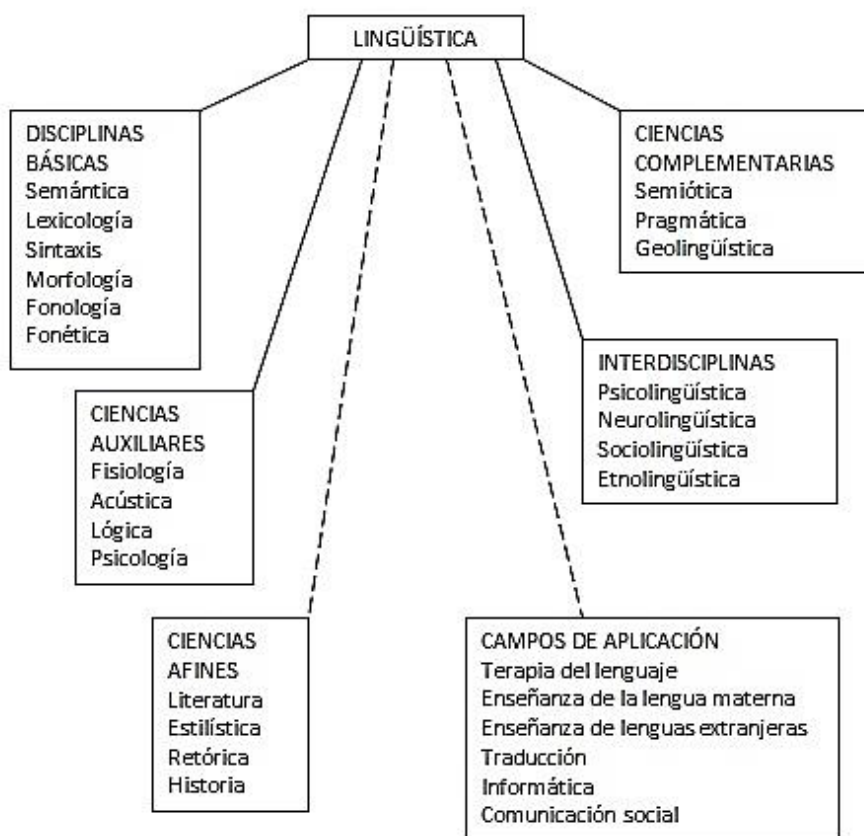 LINGÜÍSTICA
DISCIPLINAS
BÁSICAS
Semántica
Lexicología
Sintaxis
Morfología
Fonología
Fonética
CIENCIAS
COMPLEMENTARIAS
Semiótica
Pragmática
Geolingüística
INTERDISCIPLINAS
Psicolingüística
Neurolingüística
Sociolingüística
Etnolingüística
CIENCIAS
AUXILIARES
Fisiología
Acústica
Lógica
Psicología
CIENCIAS
AFINES
Literatura
Estilística
Retórica
Historia
CAMPOS DE APLICACIÓN
Terapia del lenguaje
Enseñanza de la lengua materna
Enseñanza de lenguas extranjeras
Traducción
Informática
Comunicación social